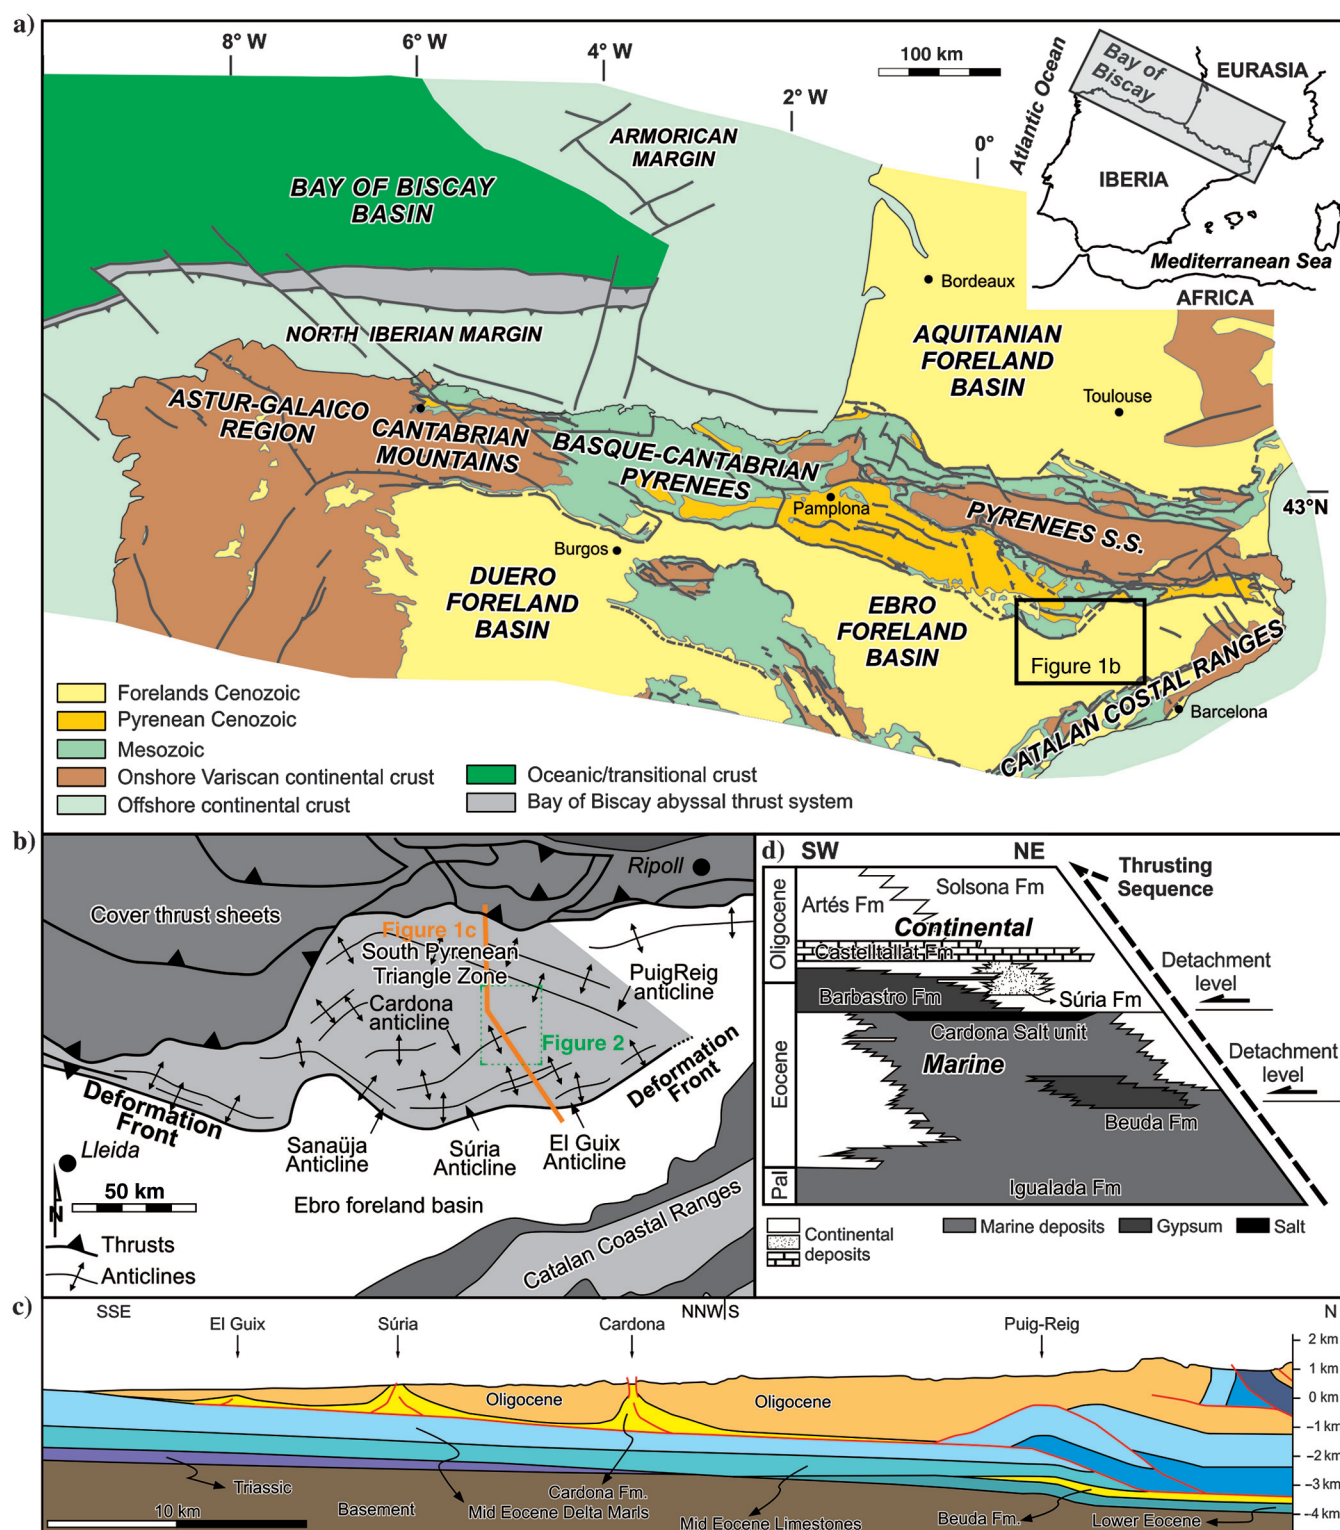 a)
8° W
6° W
4° W
2° W
0°
100 km
Atlantic Ocean
Bay of
Biscay
EURASIA
IBERIA
Mediterranean Sea
AFRICA
ARMORICAN
MARGIN
BAY OF BISCAY
BASIN
NORTH IBERIAN MARGIN
Bordeaux
AQUITANIAN
FORELAND
BASIN
Toulouse
ASTUR-GALAICO
REGION
CANTABRIAN
MOUNTAINS
BASQUE-CANTABRIAN
PYRENEES
Pamplona
PYRENEES S.S.
43°N
Burgos
DUERO
FORELAND
BASIN
EBRO
FORELAND
BASIN
Figure 1b
CATALAN COSTAL RANGES
Barcelona
Forelands Cenozoic
Pyrenean Cenozoic
Mesozoic
Onshore Variscan continental crust
Offshore continental crust
Oceanic/transitional crust
Bay of Biscay abyssal thrust system
b)
Ripoll
Cover thrust sheets
Figure 1c
South Pyrenean
Triangle Zone
PuigReig
anticline
Cardona
anticline
Figure 2
Deformation
Front
Deformation
Front
Lleida
Sanaüja
Anticline
Súria
Anticline
El Guix
Anticline
50 km
N
Ebro foreland basin
Catalan Coastal Ranges
Thrusts
Anticlines
d)
SW
NE
Thrusting
Sequence
Oligocene
Eocene
Pal
Solsona Fm
Artés Fm
Continental
Castelltallat Fm
Barbastro Fm
Súria Fm
Detachment
level
Cardona Salt unit
Marine
Detachment
level
Beuda Fm
Igualada Fm
Continental
deposits
Marine deposits
Gypsum
Salt
c)
SSE
NNW
S
N
El Guix
Súria
Cardona
Puig-Reig
2 km
1 km
0 km
−1 km
−2 km
−3 km
−4 km
Oligocene
Oligocene
Triassic
Basement
Cardona Fm.
Mid Eocene Delta Marls
Mid Eocene Limestones
Beuda Fm.
Lower Eocene
10 km